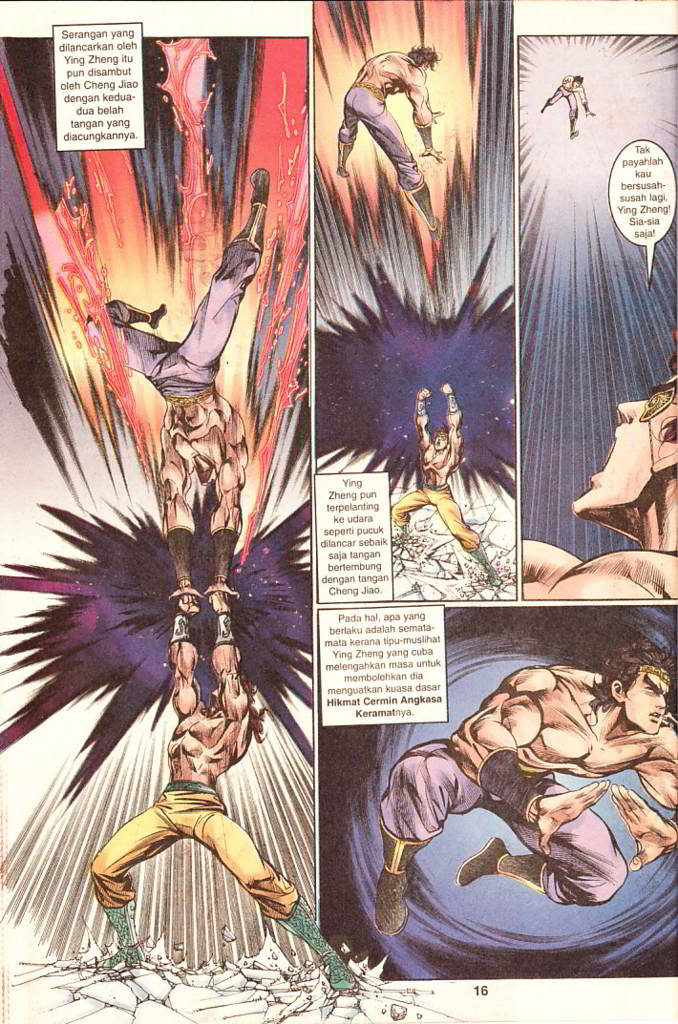 Serangan yang
dilancarkan oleh
Ying Zheng itu
pun disambut
oleh Cheng Jiao
dengan kedua-
dua belah
tangan yang
diacungkannya.
Ying
Zheng pun
terpelanting
ke udara
seperti pucuk
dilancar sebaik
saja tangan
bertembung
dengan tangan
Cheng Jiao.
Tak
payahlah
kau
bersusah-
susah lagi,
Ying Zheng!
Sia-sia
saja!
Pada hal, apa yang
berlaku adalah semata-
mata kerana tipu-muslihat
Ying Zheng yang cuba
melengahkan masa untuk
membolehkan dia
menguatkan kuasa dasar
Hikmat Cermin Angkasa
Keramatnya.
16